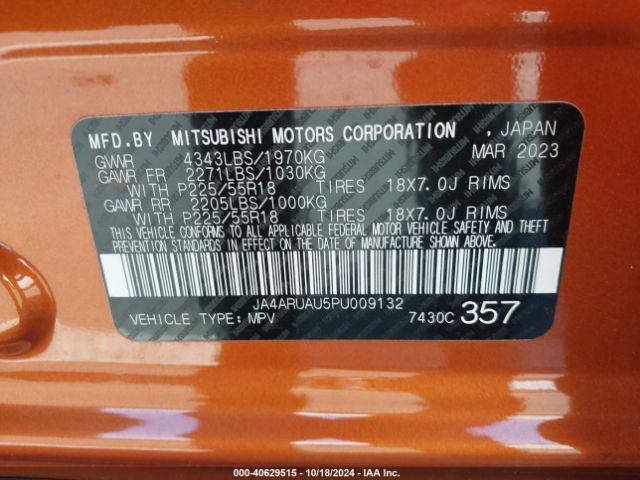 MFD.BY MITSUBISHI MOTORS CORPORATION , JAPAN
GVWR 4343LBS/1970KG MAR 2023
GAWR FR 2271LBS/1030KG
WITH P225/55R18 TIRES 18X7.0J RIMS
GAWR RR 2205LBS/1000KG
WITH P225/55R18 TIRES 18X7.0J RIMS
THIS VEHICLE CONFORMS TO ALL APPLICABLE FEDERAL MOTOR VEHICLE SAFETY AND THEFT
PREVENTION STANDARDS IN EFFECT ON THE DATE OF MANUFACTURE SHOWN ABOVE.
JA4ARUAU5PU009132
VEHICLE TYPE: MPV 7430C 357
000-40629515 - 10/18/2024 - IAA Inc.